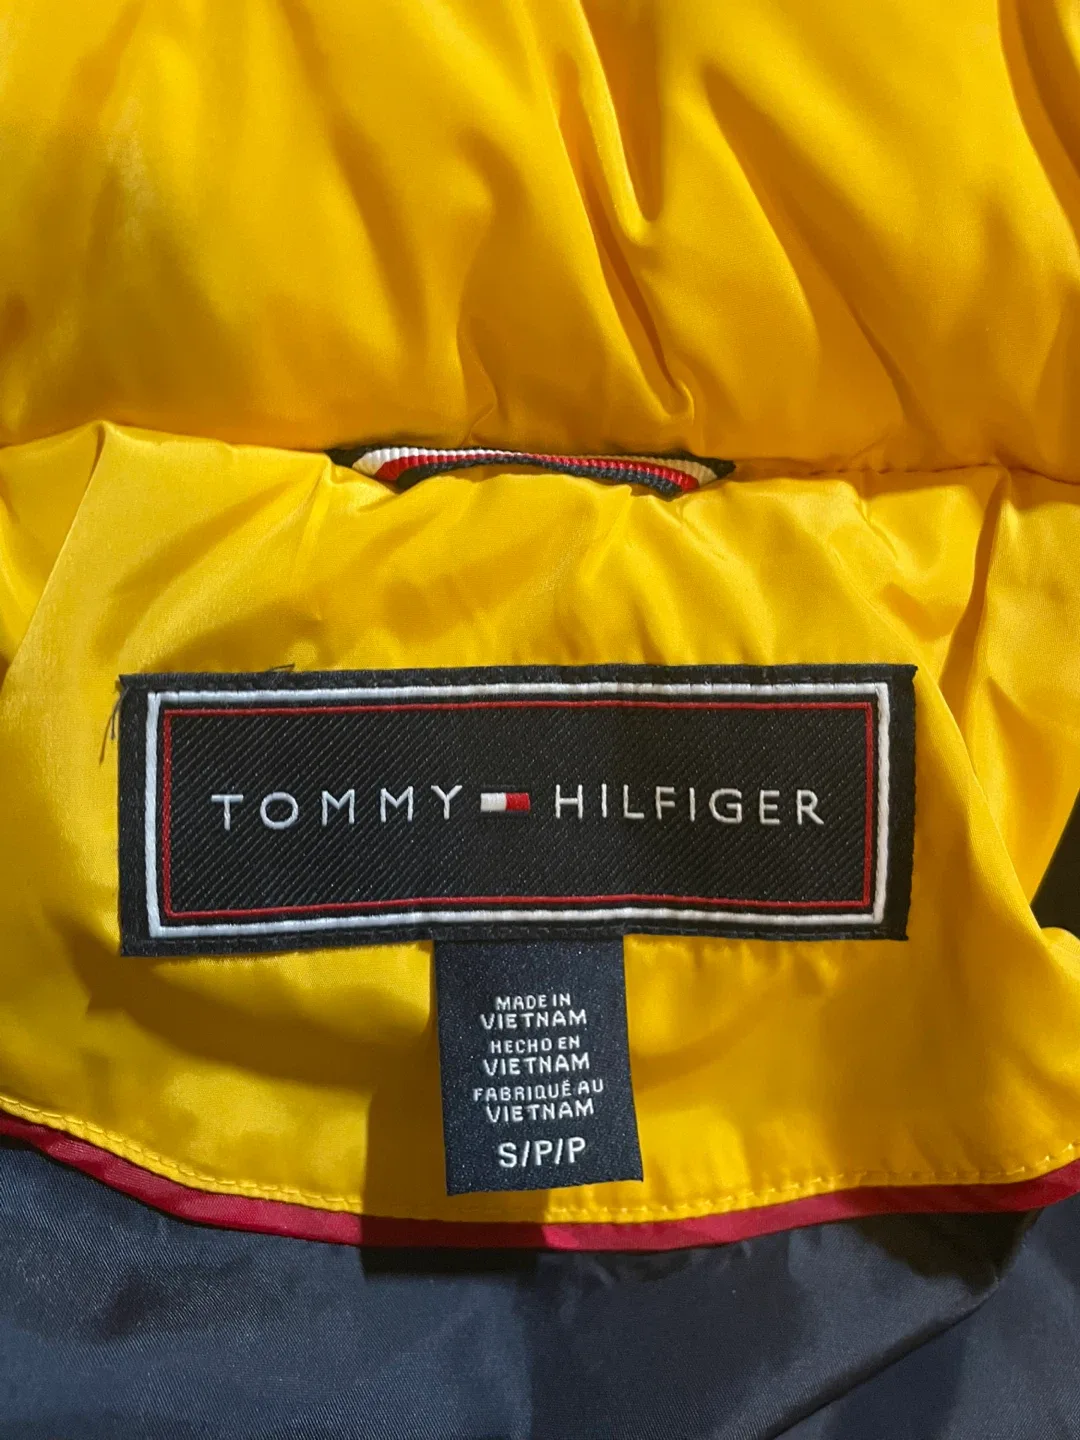 TOMMY HILFIGER
MADE IN
VIETNAM
HECHO EN
VIETNAM
FABRIQUÉ AU
VIETNAM
S/P/P